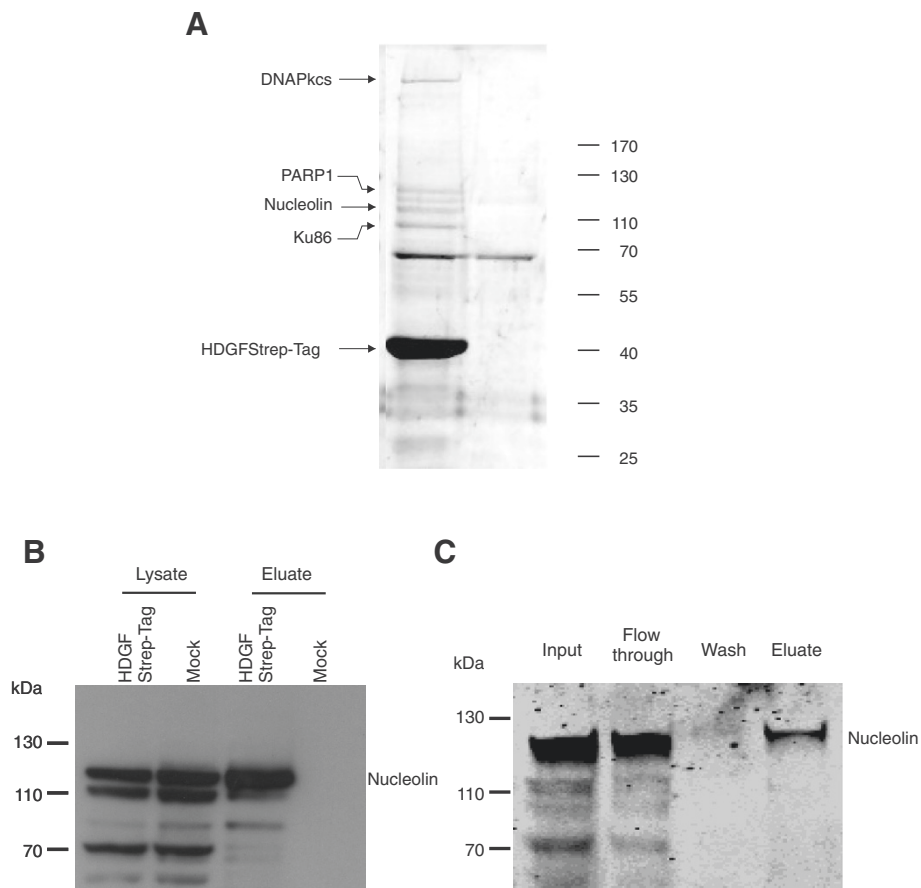 A
DNAPkcs
PARP1
Nucleolin
Ku86
HDGFStrep-Tag
170
130
110
70
55
40
35
25
B
Lysate
Eluate
HDGF
Strep-Tag
Mock
HDGF
Strep-Tag
Mock
kDa
130
110
70
Nucleolin
C
Input
Flow
through
Wash
Eluate
kDa
130
110
70
Nucleolin